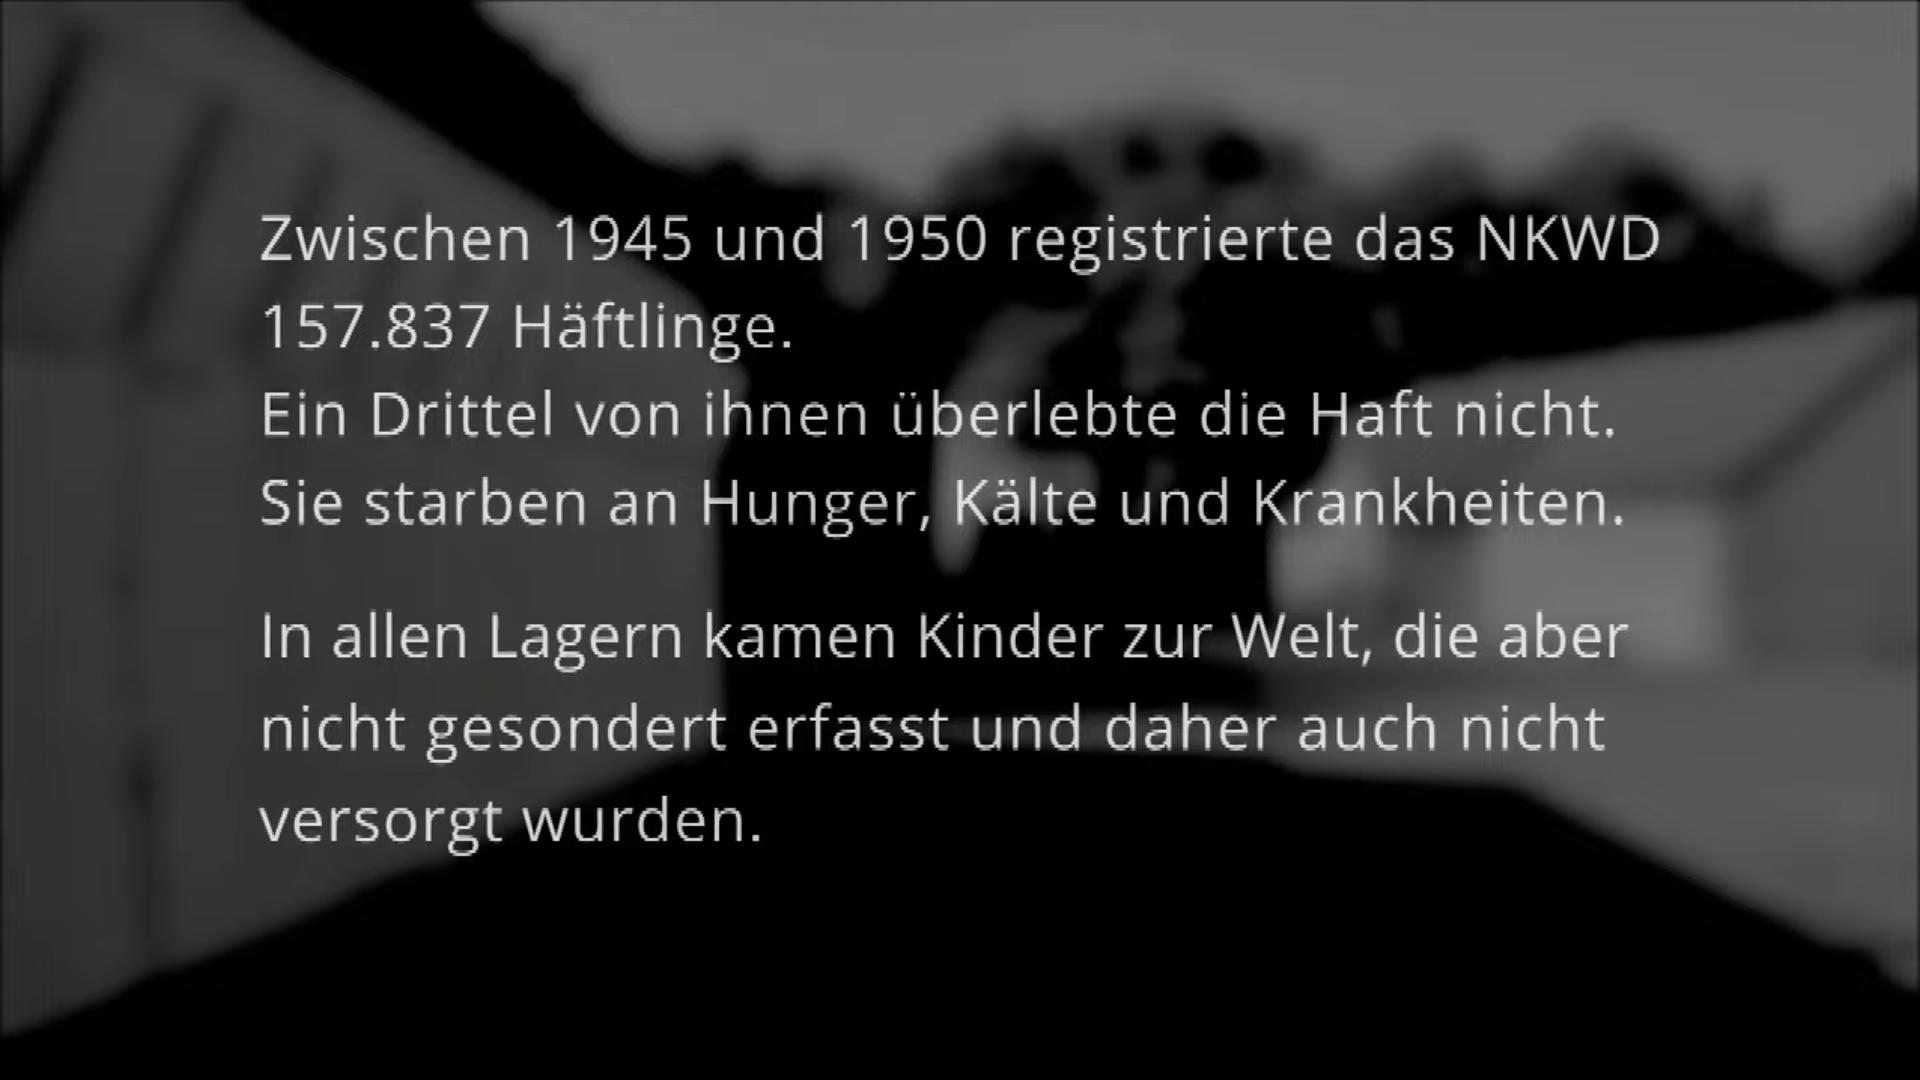 Zwischen 1945 und 1950 registrierte das NKWD
157.837 Häftlinge.
Ein Drittel von ihnen überlebte die Haft nicht.
Sie starben an Hunger, Kälte und Krankheiten.
In allen Lagern kamen Kinder zur Welt, die aber
nicht gesondert erfasst und daher auch nicht
versorgt wurden.